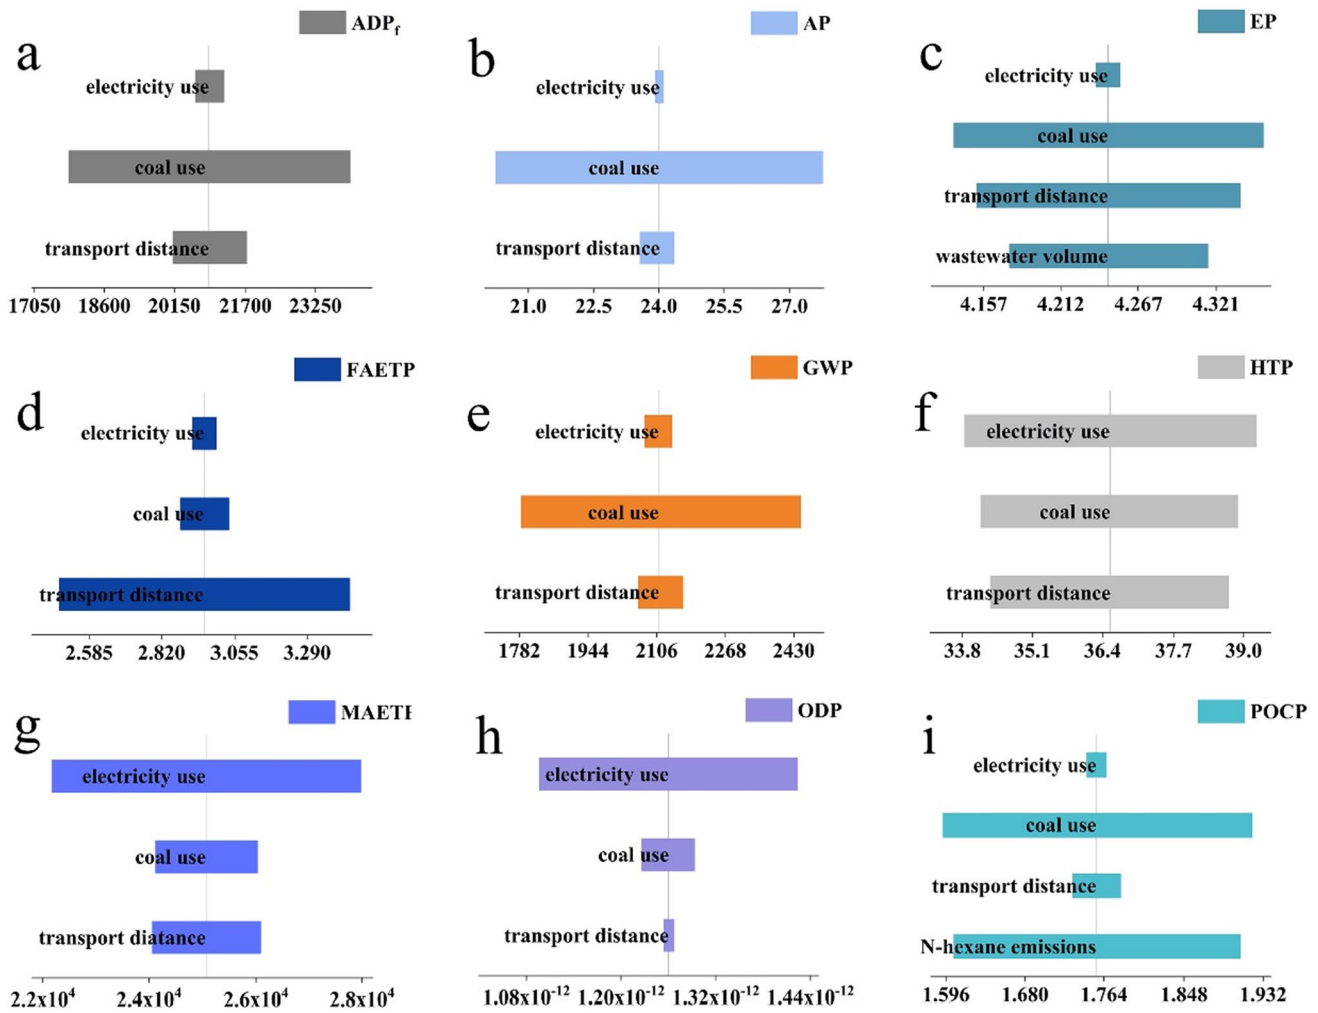 a
ADPf
electricity use
coal use
transport distance
17050 18600 20150 21700 23250
b
AP
electricity use
coal use
transport distance
21.0 22.5 24.0 25.5 27.0
c
EP
electricity use
coal use
transport distance
wastewater volume
4.157 4.212 4.267 4.321
d
FAETP
electricity use
coal use
transport distance
2.585 2.820 3.055 3.290
e
GWP
electricity use
coal use
transport distance
1782 1944 2106 2268 2430
f
HTP
electricity use
coal use
transport distance
33.8 35.1 36.4 37.7 39.0
g
MAETF
electricity use
coal use
transport diatance
2.2x10⁴ 2.4x10⁴ 2.6x10⁴ 2.8x10⁴
h
ODP
electricity use
coal use
transport distance
1.08x10⁻¹² 1.20x10⁻¹² 1.32x10⁻¹² 1.44x10⁻¹²
i
POCP
electricity use
coal use
transport distance
N-hexane emissions
1.596 1.680 1.764 1.848 1.932